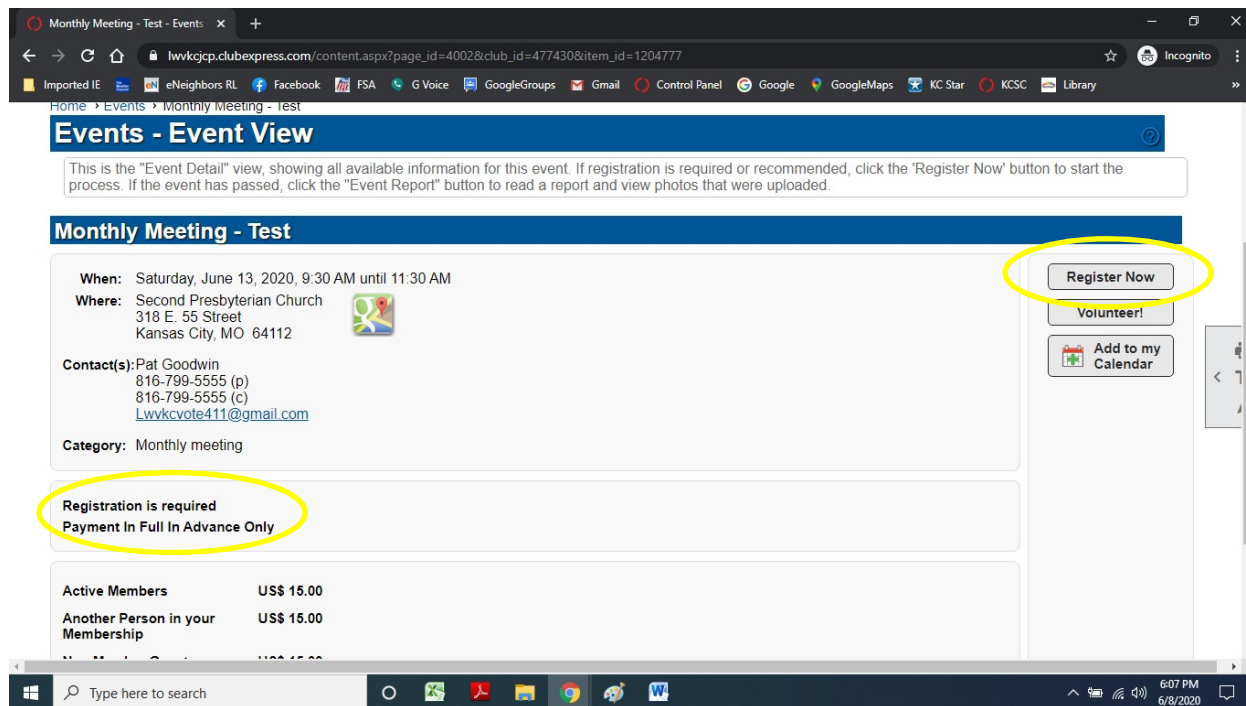 Monthly Meeting - Test - Events
lwvkcjcp.clubexpress.com/content.aspx?page_id=4002&club_id=477430&item_id=1204777
Incognito
Imported IE eNeighbors RL Facebook FSA G Voice GoogleGroups Gmail Control Panel Google GoogleMaps KC Star KCSC Library »
Home › Events › Monthly Meeting - Test
Events - Event View
This is the "Event Detail" view, showing all available information for this event. If registration is required or recommended, click the 'Register Now' button to start the
process. If the event has passed, click the "Event Report" button to read a report and view photos that were uploaded.
Monthly Meeting - Test
When: Saturday, June 13, 2020, 9:30 AM until 11:30 AM
Where: Second Presbyterian Church
318 E. 55 Street
Kansas City, MO 64112
Contact(s): Pat Goodwin
816-799-5555 (p)
816-799-5555 (c)
Lwvkcvote411@gmail.com
Category: Monthly meeting
Register Now
Volunteer!
Add to my
Calendar
Registration is required
Payment In Full In Advance Only
Active Members US$ 15.00
Another Person in your US$ 15.00
Membership
Type here to search
6:07 PM
6/8/2020